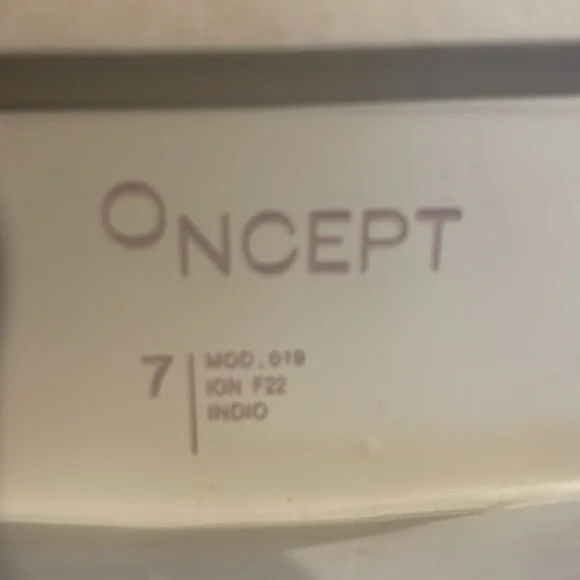 ONCEPT
7
MOD.019
ION F22
INDIO